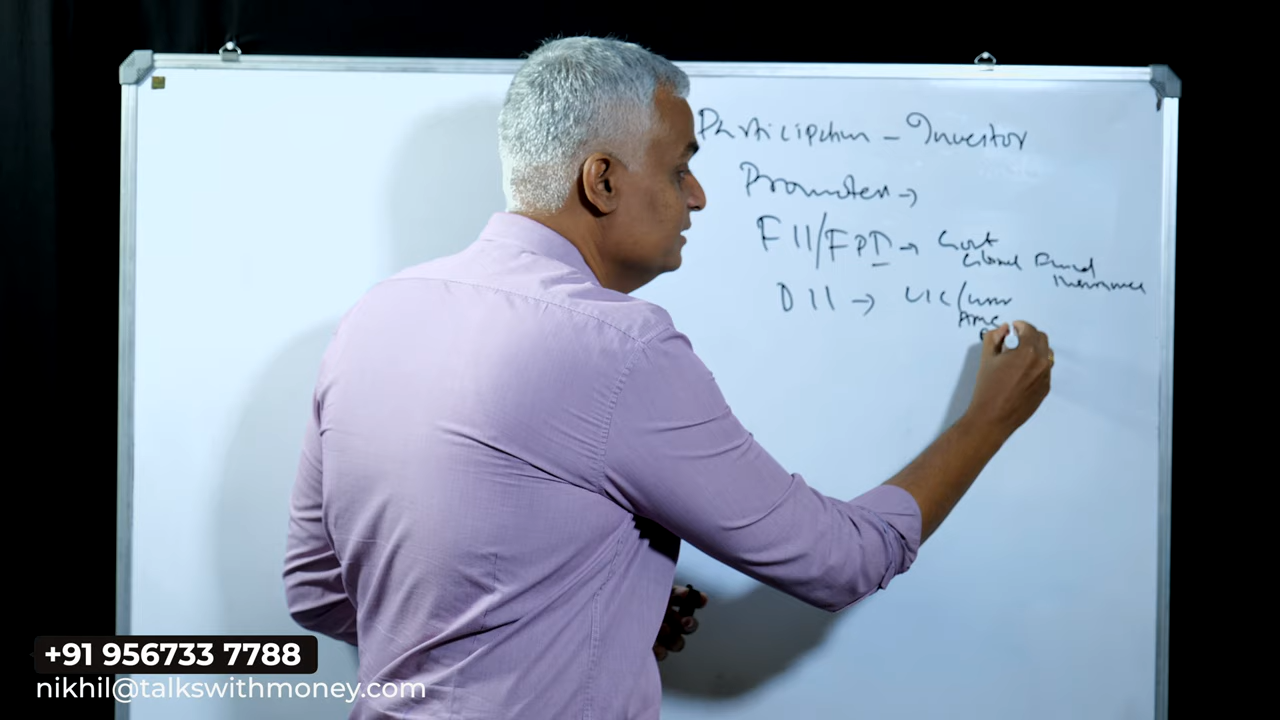 Participation - Investor
Promoter →
FII/FPI → Govt
Global Fund
Insurance
DII → LIC/
AMC
+91 956733 7788
nikhil@talkswithmoney.com